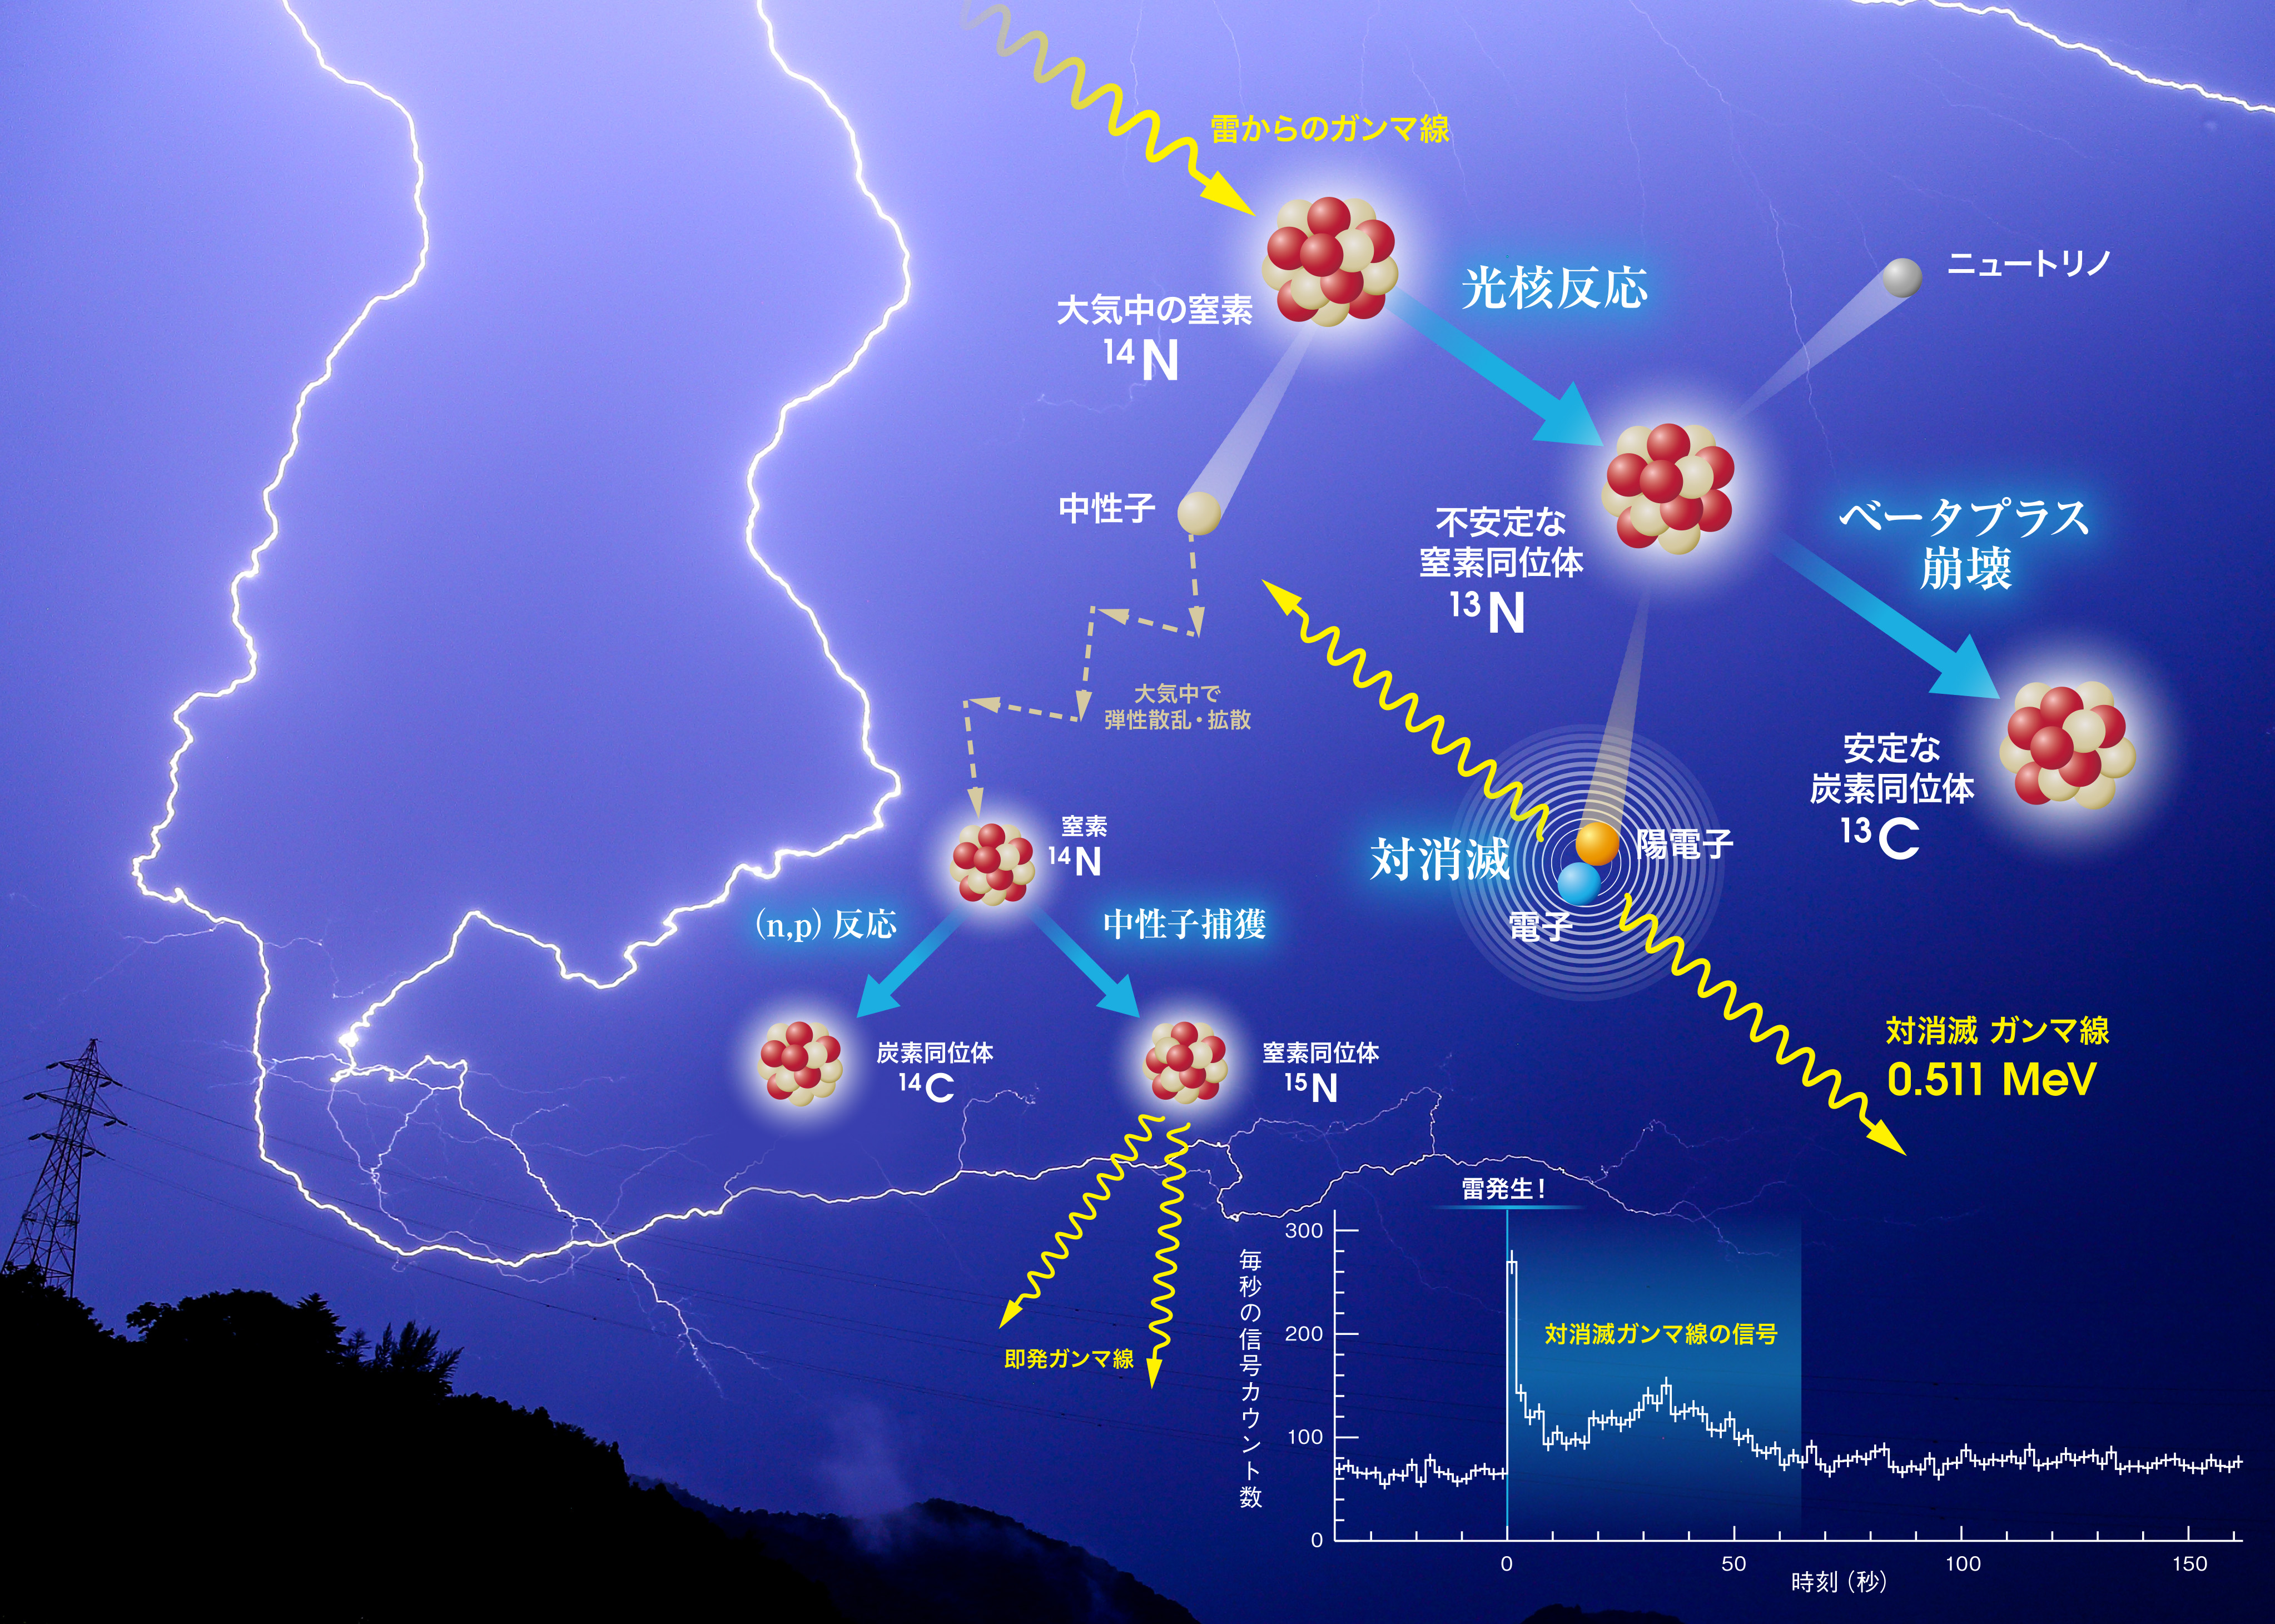 雷からのガンマ線
大気中の窒素
14N
光核反応
ニュートリノ
中性子
不安定な
窒素同位体
13N
ベータプラス
崩壊
大気中で
弾性散乱・拡散
安定な
炭素同位体
13C
対消滅
陽電子
電子
窒素
14N
(n,p) 反応
中性子捕獲
炭素同位体
14C
窒素同位体
15N
対消滅 ガンマ線
0.511 MeV
即発ガンマ線
雷発生!
毎秒の信号カウント数
300
200
100
0
対消滅ガンマ線の信号
0 50 100 150
時刻 (秒)